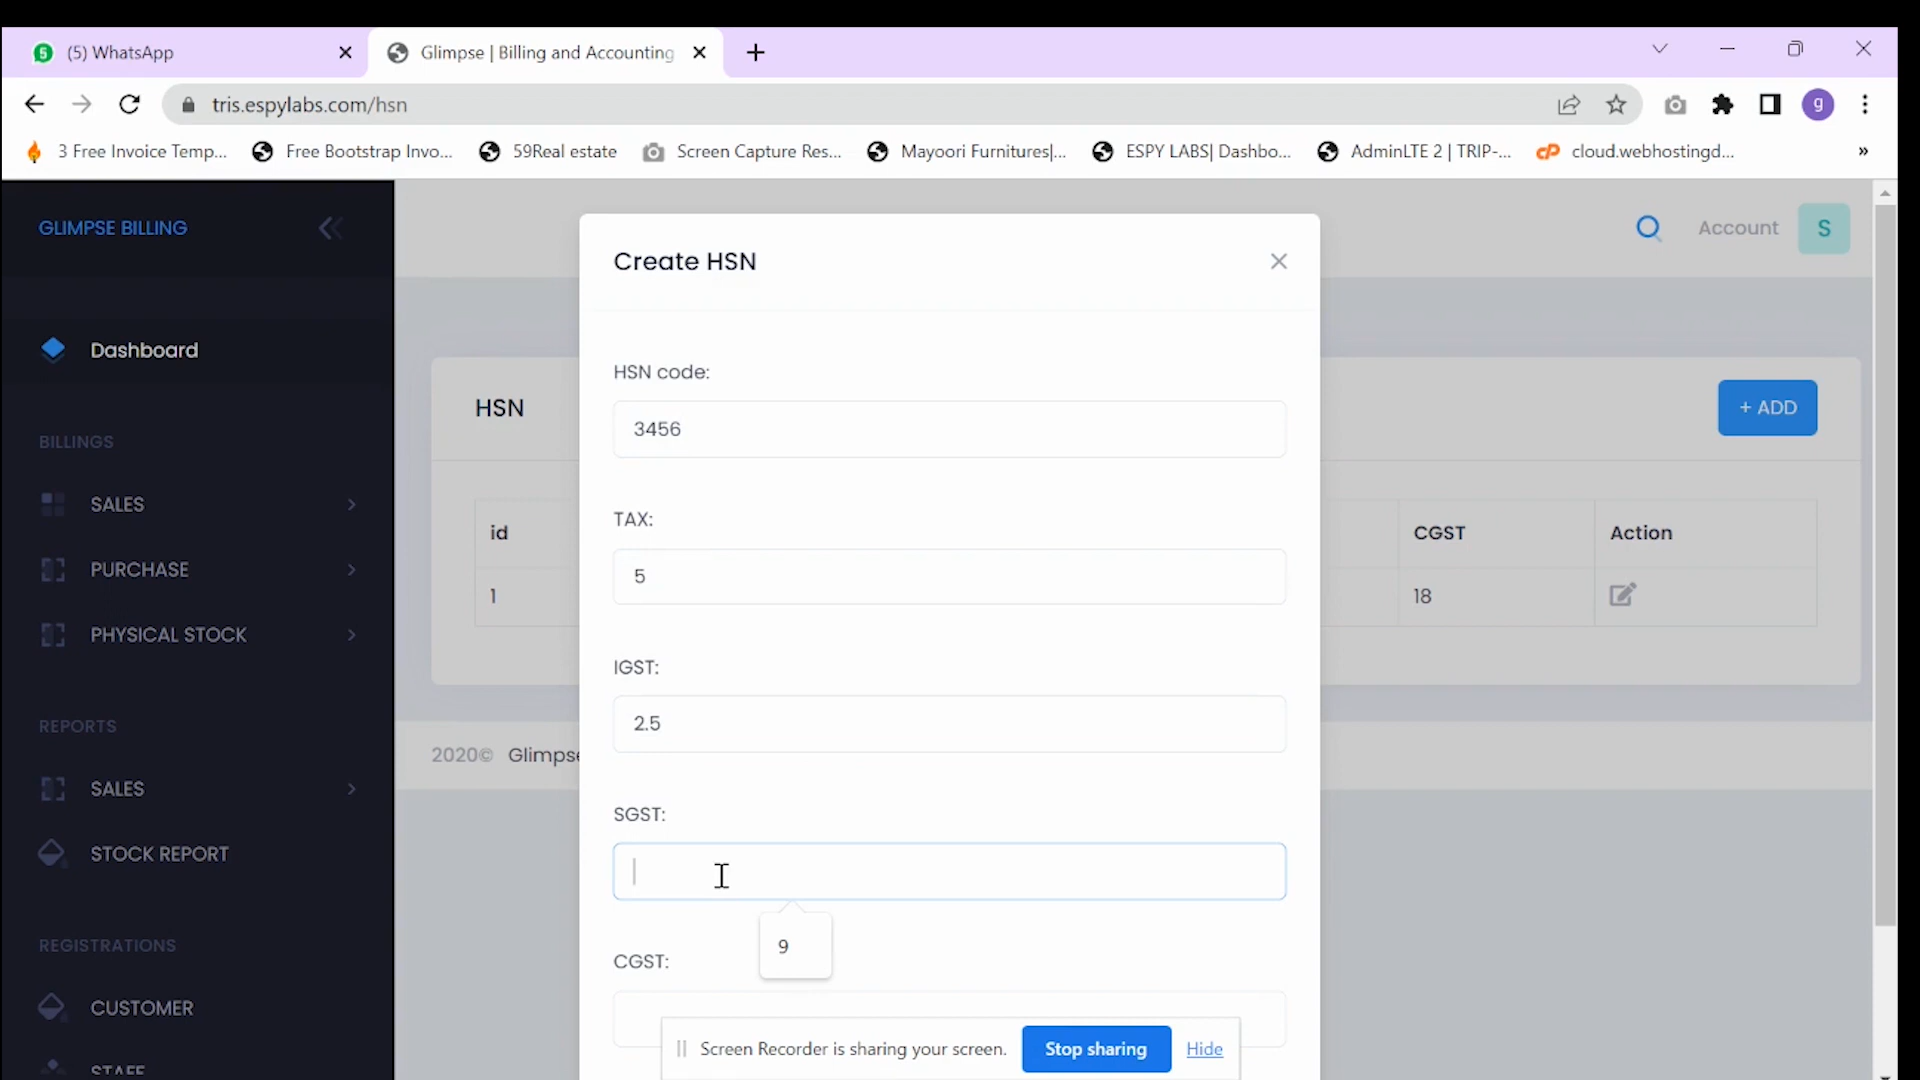 (5) WhatsApp
Glimpse | Billing and Accounting
tris.espylabs.com/hsn
g
3 Free Invoice Temp...
Free Bootstrap Invo...
59Real estate
Screen Capture Res...
Mayoori Furnitures|...
ESPY LABS| Dashbo...
AdminLTE 2 | TRIP-...
cP cloud.webhostingd...
»
GLIMPSE BILLING
Account
S
Dashboard
BILLINGS
SALES
PURCHASE
PHYSICAL STOCK
REPORTS
SALES
STOCK REPORT
REGISTRATIONS
CUSTOMER
STAFF
HSN
+ ADD
id
CGST
Action
1
18
2020© Glimpse
Create HSN
HSN code:
3456
TAX:
5
IGST:
2.5
SGST:
9
CGST:
Screen Recorder is sharing your screen.
Stop sharing
Hide